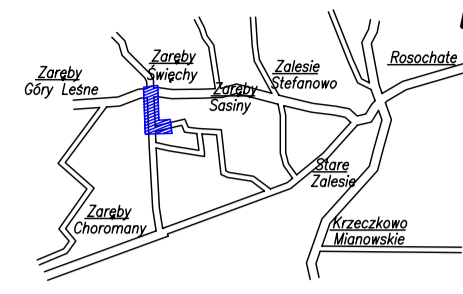 Zaręby
Święchy
Zaręby
Góry Leśne
Zaręby
Sasiny
Zalesie
Stefanowo
Rosochate
Stare
Zalesie
Zaręby
Choromany
Krzeczkowo
Mianowskie